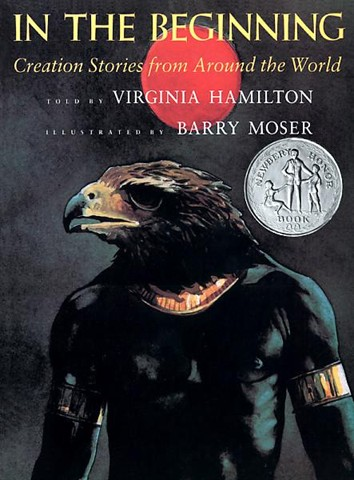 IN THE BEGINNING
Creation Stories from Around the World
TOLD BY VIRGINIA HAMILTON
ILLUSTRATED BY BARRY MOSER
NEWBERY HONOR
BOOK